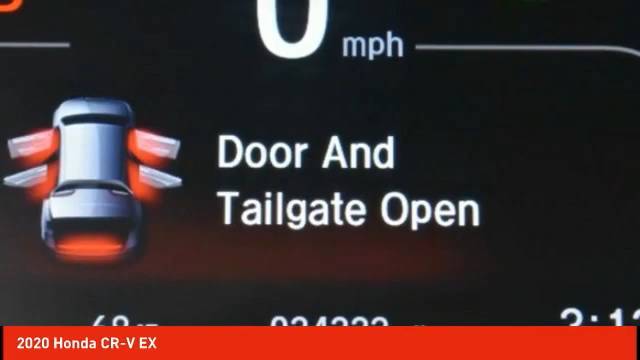 0 mph
Door And
Tailgate Open
2020 Honda CR-V EX